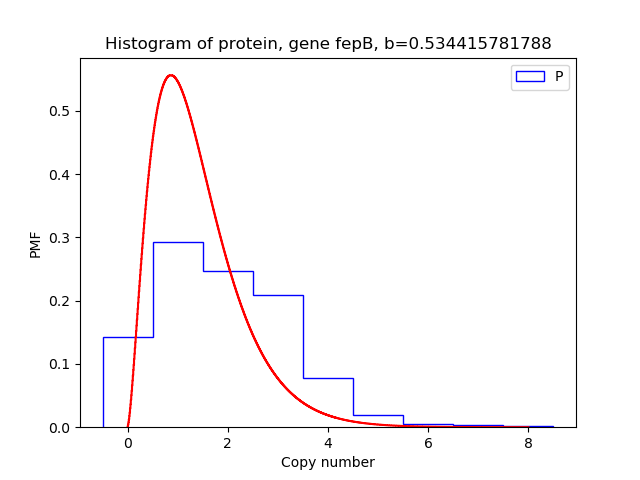 Histogram of protein, gene fepB, b=0.534415781788
P
PMF
0.5
0.4
0.3
0.2
0.1
0.0
0 2 4 6 8
Copy number